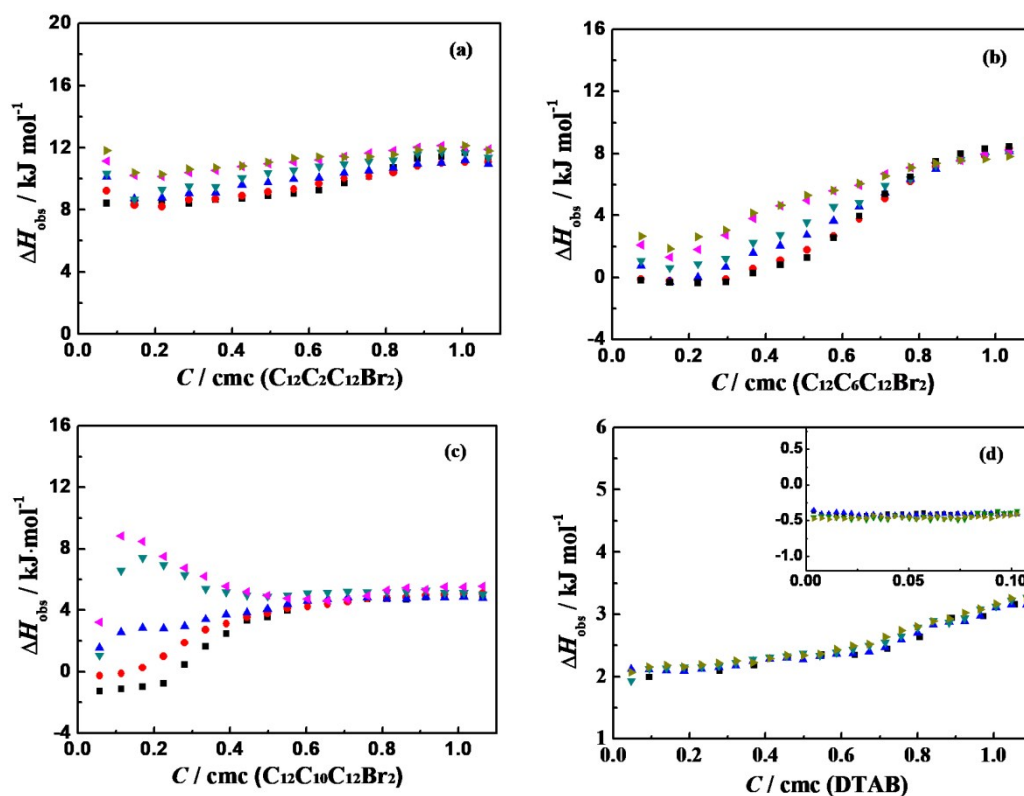 (a)
20
16
12
8
4
0
ΔH_obs / kJ mol⁻¹
0.0 0.2 0.4 0.6 0.8 1.0
C / cmc (C₁₂C₂C₁₂Br₂)
(b)
16
12
8
4
0
-4
ΔH_obs / kJ mol⁻¹
0.0 0.2 0.4 0.6 0.8 1.0
C / cmc (C₁₂C₆C₁₂Br₂)
(c)
16
12
8
4
0
-4
ΔH_obs / kJ·mol⁻¹
0.0 0.2 0.4 0.6 0.8 1.0
C / cmc (C₁₂C₁₀C₁₂Br₂)
(d)
6
5
4
3
2
1
ΔH_obs / kJ mol⁻¹
0.5
0.0
-0.5
-1.0
0.00 0.05 0.10
0.0 0.2 0.4 0.6 0.8 1.0
C / cmc (DTAB)